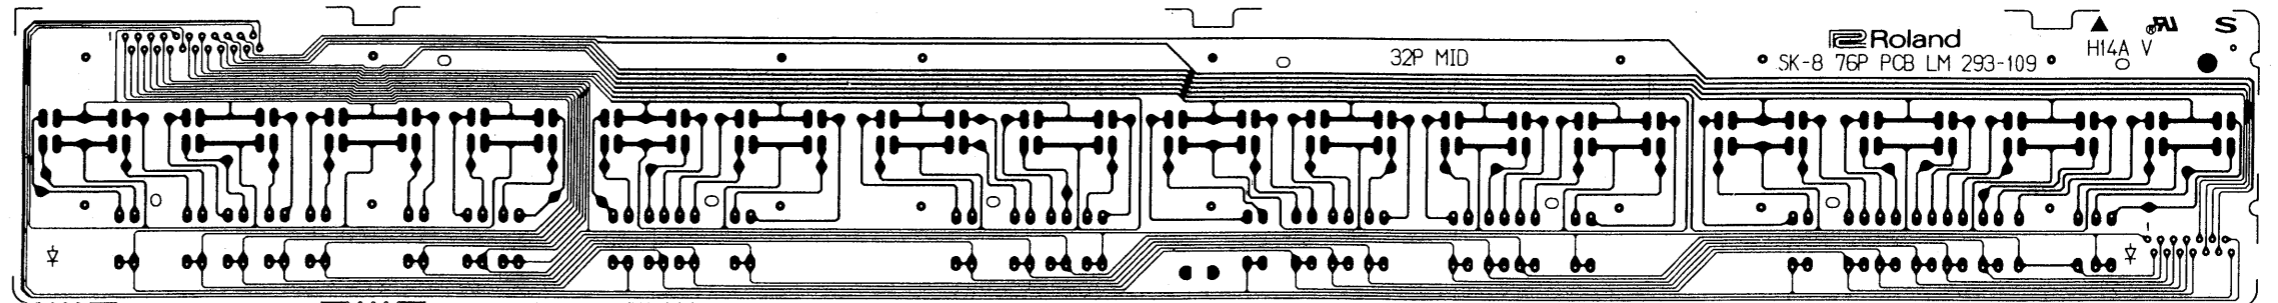 1
32P MID
Roland
SK-8 76P PCB LM 293-109
H14A V
S
1